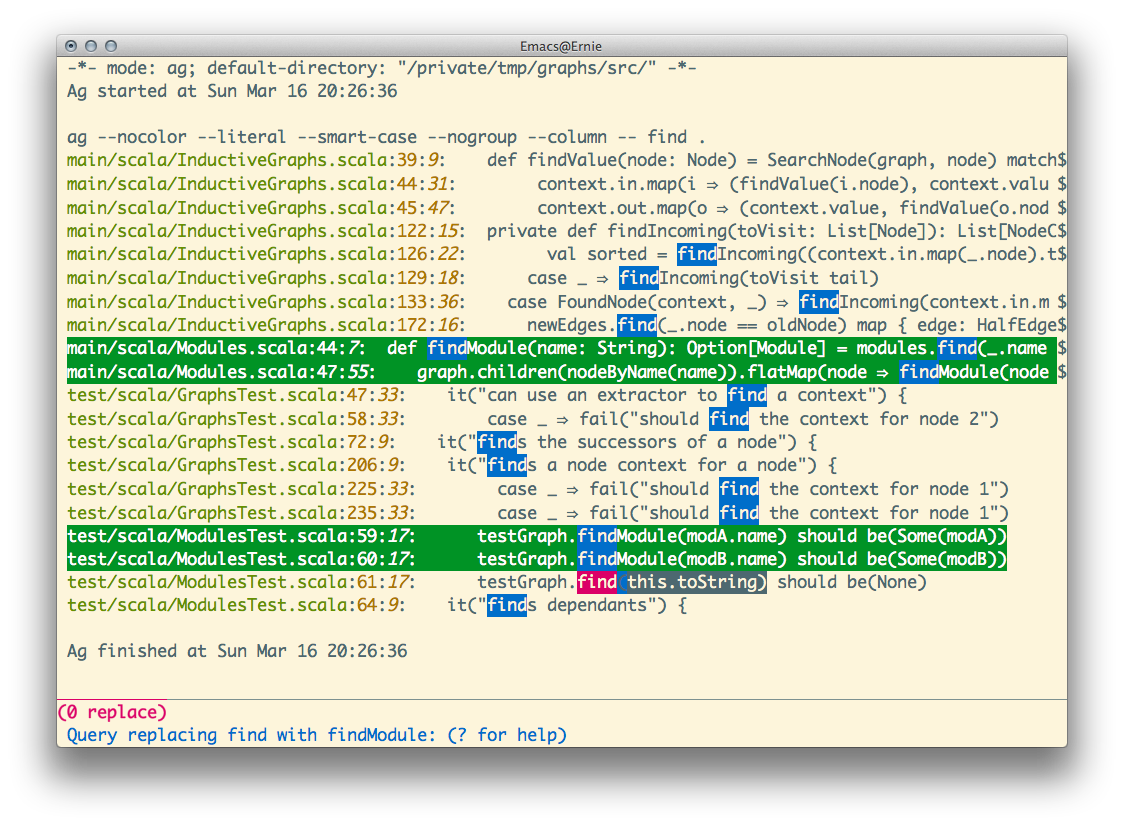 Emacs@Ernie
-*- mode: ag; default-directory: "/private/tmp/graphs/src/" -*-
Ag started at Sun Mar 16 20:26:36
ag --nocolor --literal --smart-case --nogroup --column -- find .
main/scala/InductiveGraphs.scala:39:9:    def findValue(node: Node) = SearchNode(graph, node) match$
main/scala/InductiveGraphs.scala:44:31:        context.in.map(i ⇒ (findValue(i.node), context.valu $
main/scala/InductiveGraphs.scala:45:47:        context.out.map(o ⇒ (context.value, findValue(o.nod $
main/scala/InductiveGraphs.scala:122:15:  private def findIncoming(toVisit: List[Node]): List[NodeC$
main/scala/InductiveGraphs.scala:126:22:        val sorted = findIncoming((context.in.map(_.node).t$
main/scala/InductiveGraphs.scala:129:18:      case _ ⇒ findIncoming(toVisit tail)
main/scala/InductiveGraphs.scala:133:36:    case FoundNode(context, _) ⇒ findIncoming(context.in.m $
main/scala/InductiveGraphs.scala:172:16:      newEdges.find(_.node == oldNode) map { edge: HalfEdge$
main/scala/Modules.scala:44:7:  def findModule(name: String): Option[Module] = modules.find(_.name $
main/scala/Modules.scala:47:55:    graph.children(nodeByName(name)).flatMap(node ⇒ findModule(node $
test/scala/GraphsTest.scala:47:33:    it("can use an extractor to find a context") {
test/scala/GraphsTest.scala:58:33:        case _ ⇒ fail("should find the context for node 2")
test/scala/GraphsTest.scala:72:9:    it("finds the successors of a node") {
test/scala/GraphsTest.scala:206:9:    it("finds a node context for a node") {
test/scala/GraphsTest.scala:225:33:        case _ ⇒ fail("should find the context for node 1")
test/scala/GraphsTest.scala:235:33:        case _ ⇒ fail("should find the context for node 1")
test/scala/ModulesTest.scala:59:17:      testGraph.findModule(modA.name) should be(Some(modA))
test/scala/ModulesTest.scala:60:17:      testGraph.findModule(modB.name) should be(Some(modB))
test/scala/ModulesTest.scala:61:17:      testGraph.find(this.toString) should be(None)
test/scala/ModulesTest.scala:64:9:    it("finds dependants") {
Ag finished at Sun Mar 16 20:26:36
(0 replace)
Query replacing find with findModule: (? for help)